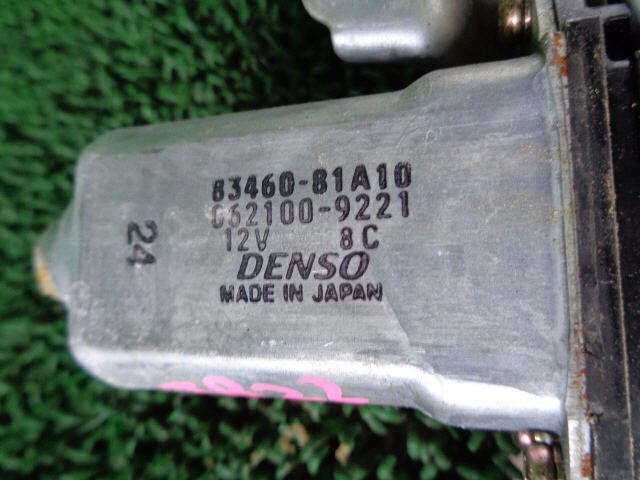 83460-81A10
062100-9221
12V 8C
DENSO
MADE IN JAPAN
24